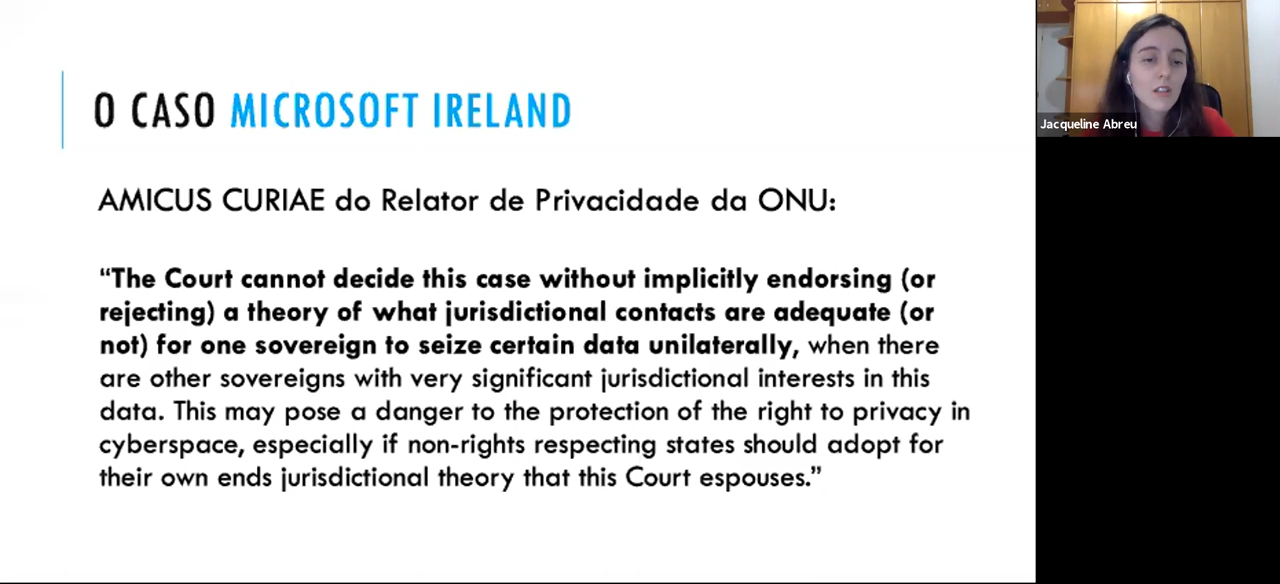 O CASO MICROSOFT IRELAND
AMICUS CURIAE do Relator de Privacidade da ONU:
“The Court cannot decide this case without implicitly endorsing (or
rejecting) a theory of what jurisdictional contacts are adequate (or
not) for one sovereign to seize certain data unilaterally, when there
are other sovereigns with very significant jurisdictional interests in this
data. This may pose a danger to the protection of the right to privacy in
cyberspace, especially if non-rights respecting states should adopt for
their own ends jurisdictional theory that this Court espouses.”
Jacqueline Abreu